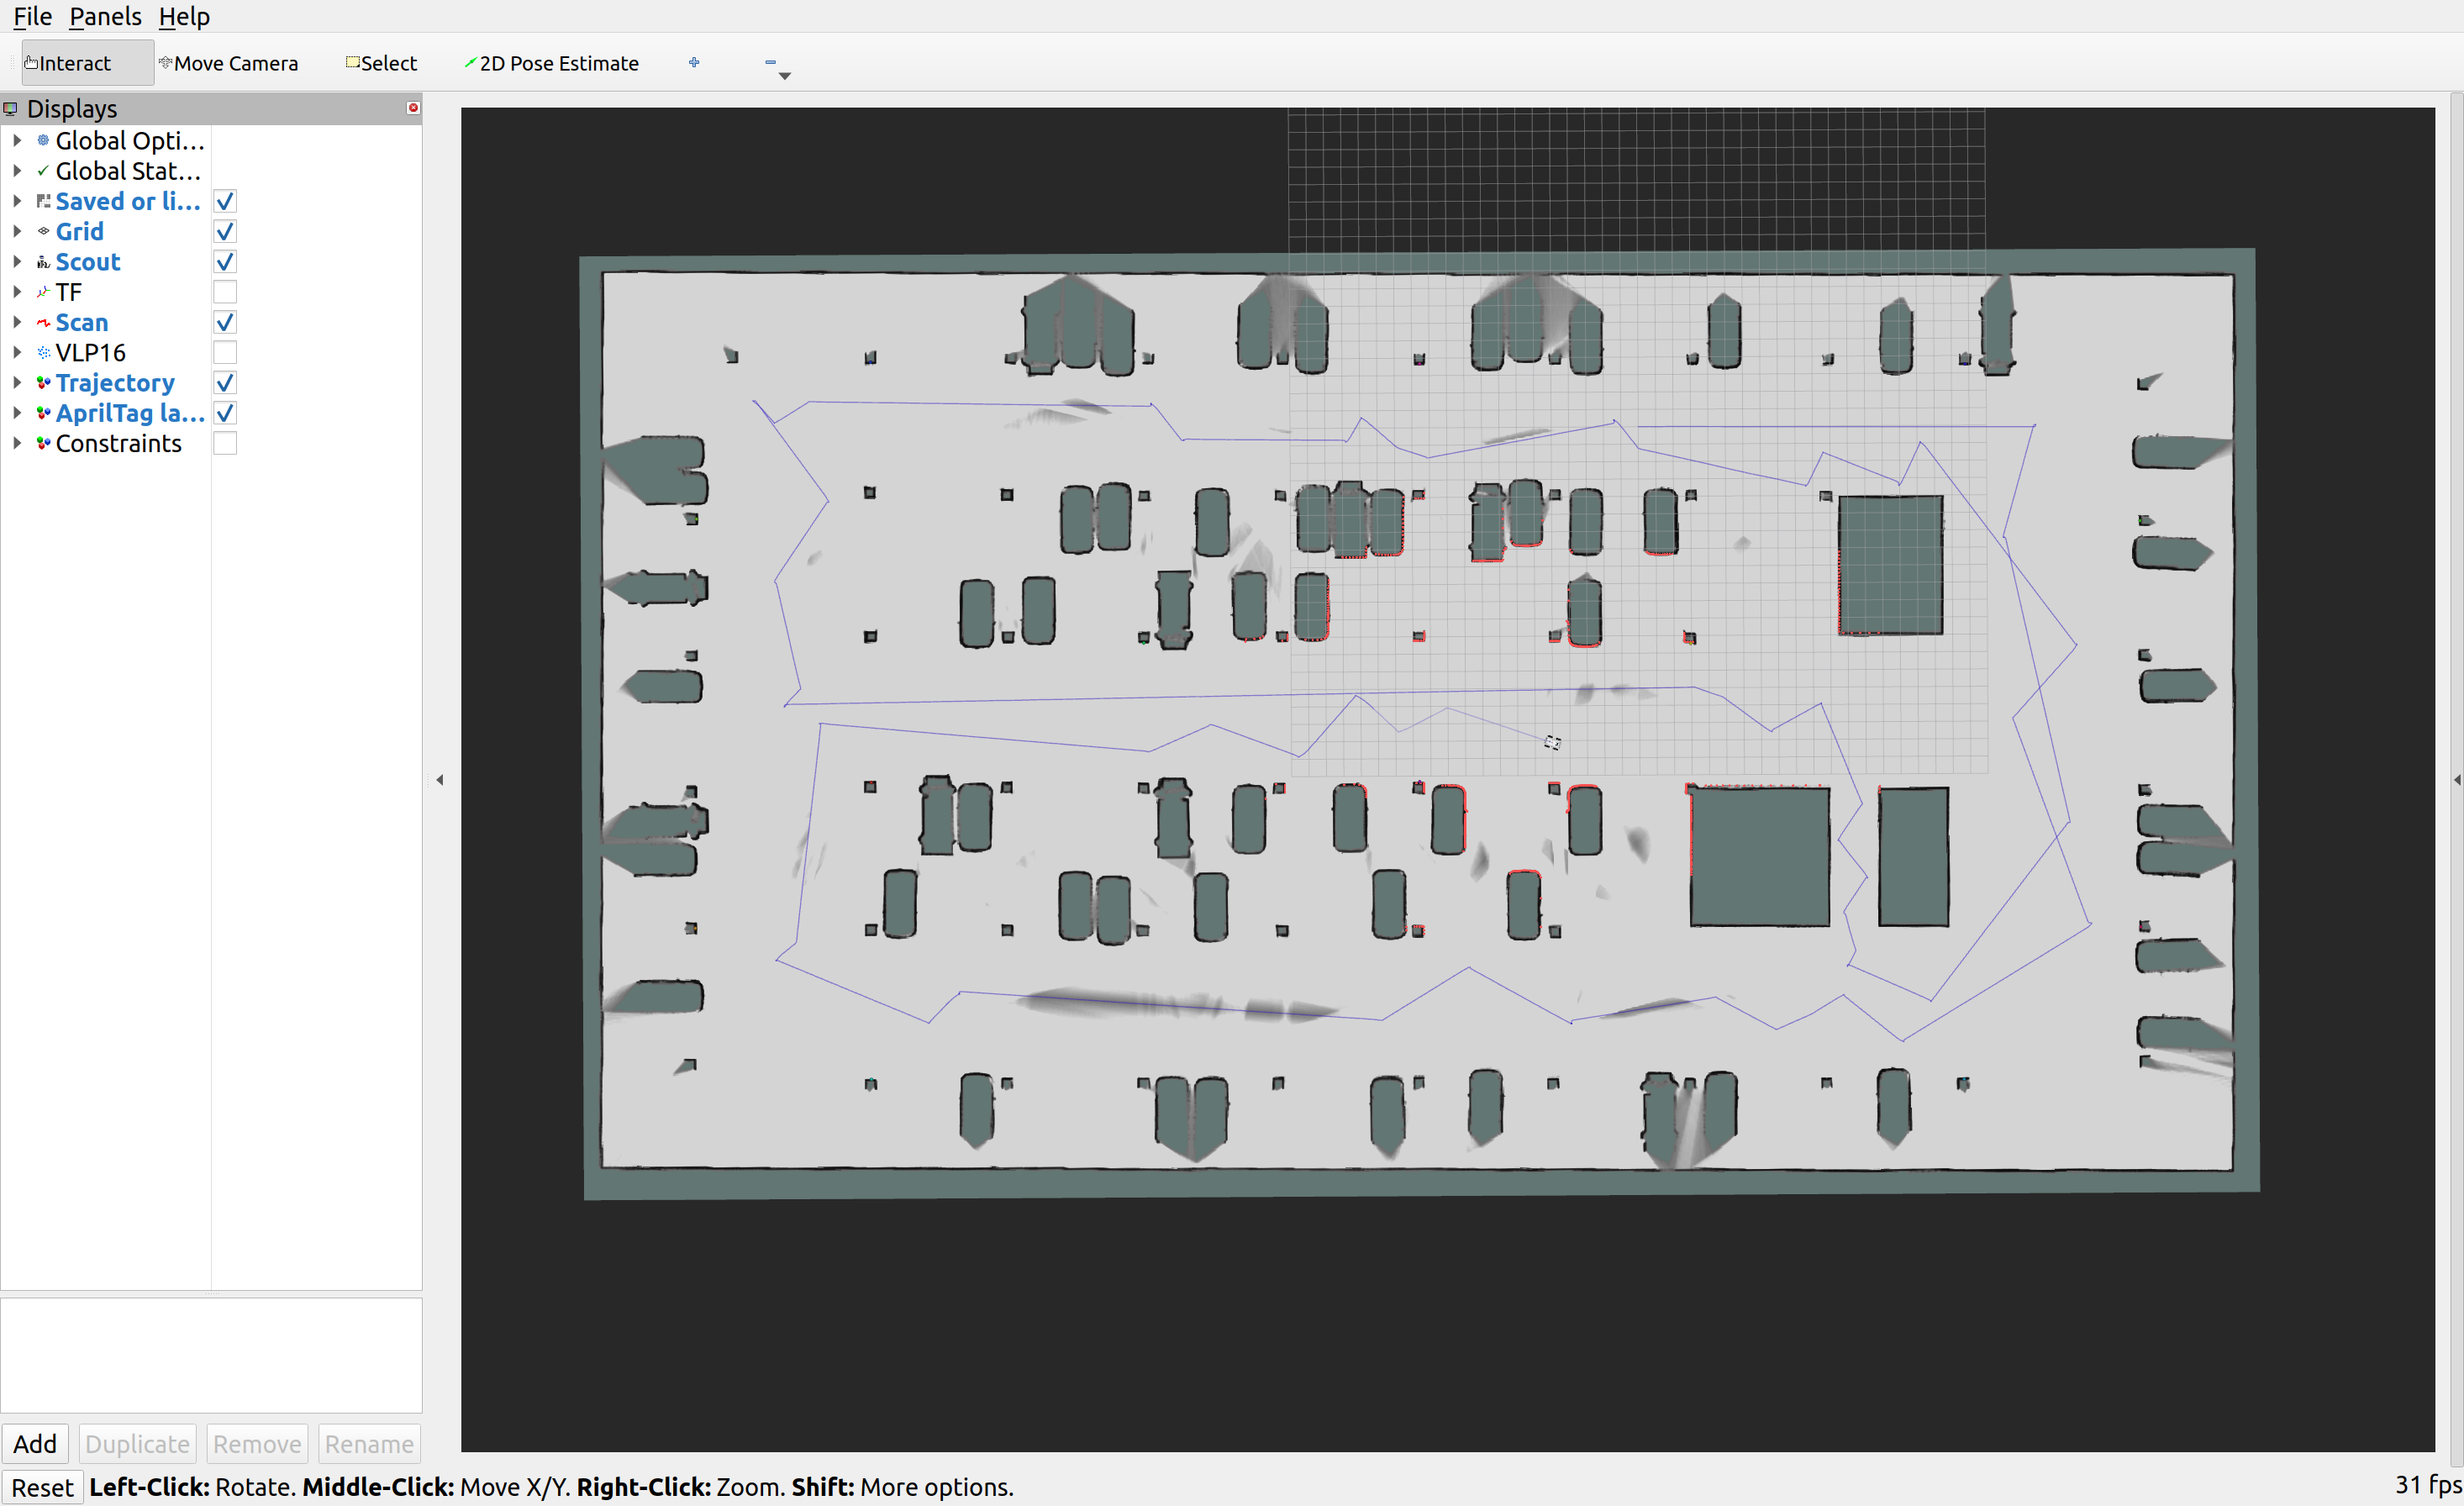 File Panels Help
Interact Move Camera Select 2D Pose Estimate
Displays
Global Opti...
Global Stat...
Saved or li...
Grid
Scout
TF
Scan
VLP16
Trajectory
AprilTag la...
Constraints
Add Duplicate Remove Rename
Reset Left-Click: Rotate. Middle-Click: Move X/Y. Right-Click: Zoom. Shift: More options. 31 fps